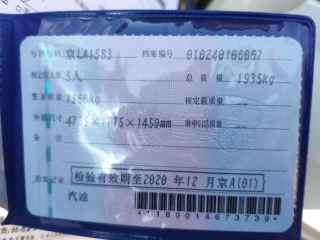 号牌号码 京LA1583 档案编号 010240106067
核定载人数 5人 总质量 1935kg
整备质量 1560kg 核定载质量
外廓尺寸 4795×1775×1450mm 准牵引总质量
备注
检验记录 检验有效期至2020年12月京A(01)
汽油
*1800014673739*